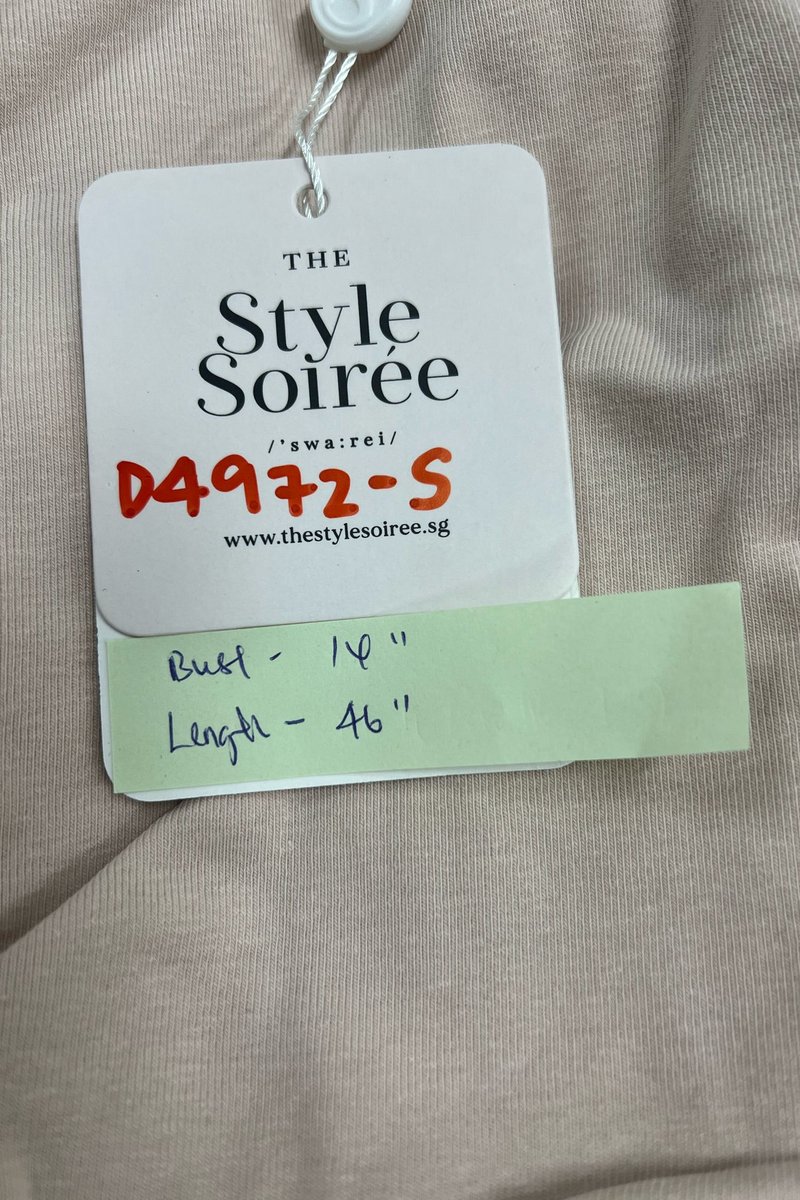 THE
Style
Soirée
/'swa:rei/
D4972-S
www.thestylesoiree.sg
Bust - 14"
Length - 46"